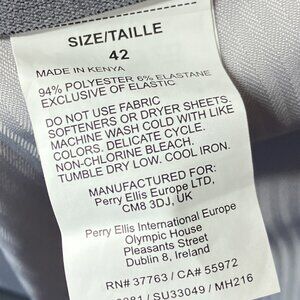 SIZE/TAILLE
42
MADE IN KENYA
94% POLYESTER 6% ELASTANE
EXCLUSIVE OF ELASTIC
DO NOT USE FABRIC
SOFTENERS OR DRYER SHEETS.
MACHINE WASH COLD WITH LIKE
COLORS. DELICATE CYCLE.
NON-CHLORINE BLEACH.
TUMBLE DRY LOW. COOL IRON.
MANUFACTURED FOR:
Perry Ellis Europe LTD,
CM8 3DJ, UK
Perry Ellis International Europe
Olympic House
Pleasants Street
Dublin 8, Ireland
RN# 37763 / CA# 55972
/ SU33049 / MH216